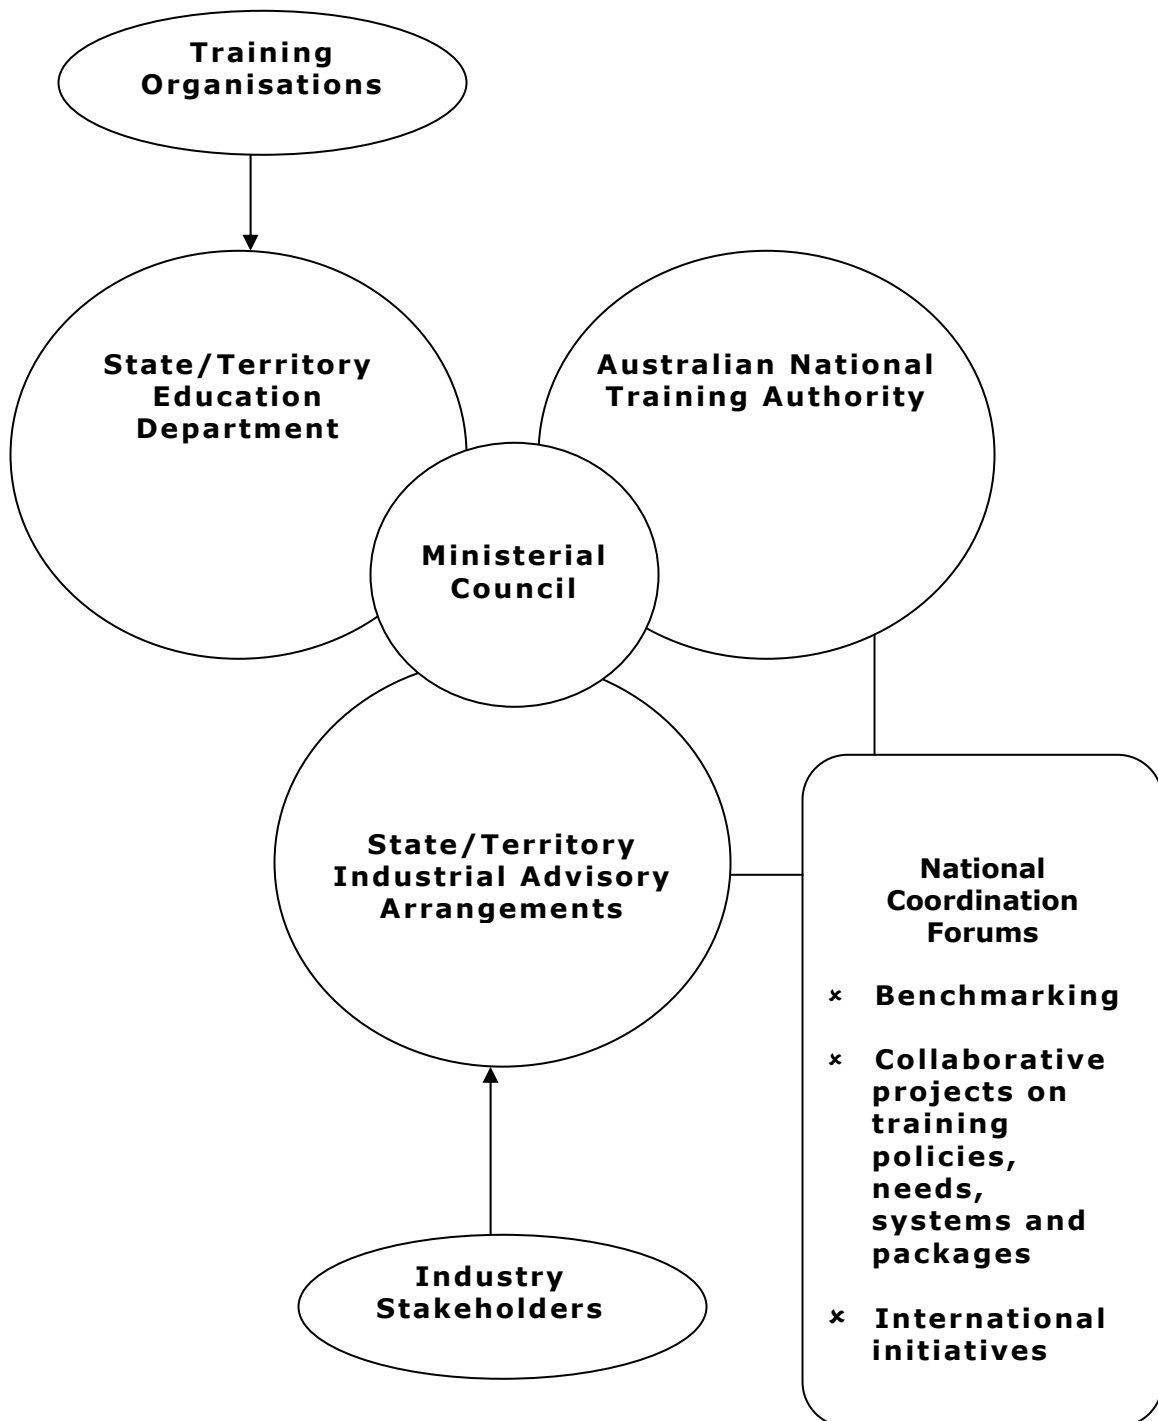 Training
Organisations
State/Territory
Education
Department
Australian National
Training Authority
Ministerial
Council
State/Territory
Industrial Advisory
Arrangements
National
Coordination
Forums
× Benchmarking
× Collaborative
projects on
training
policies,
needs,
systems and
packages
× International
initiatives
Industry
Stakeholders